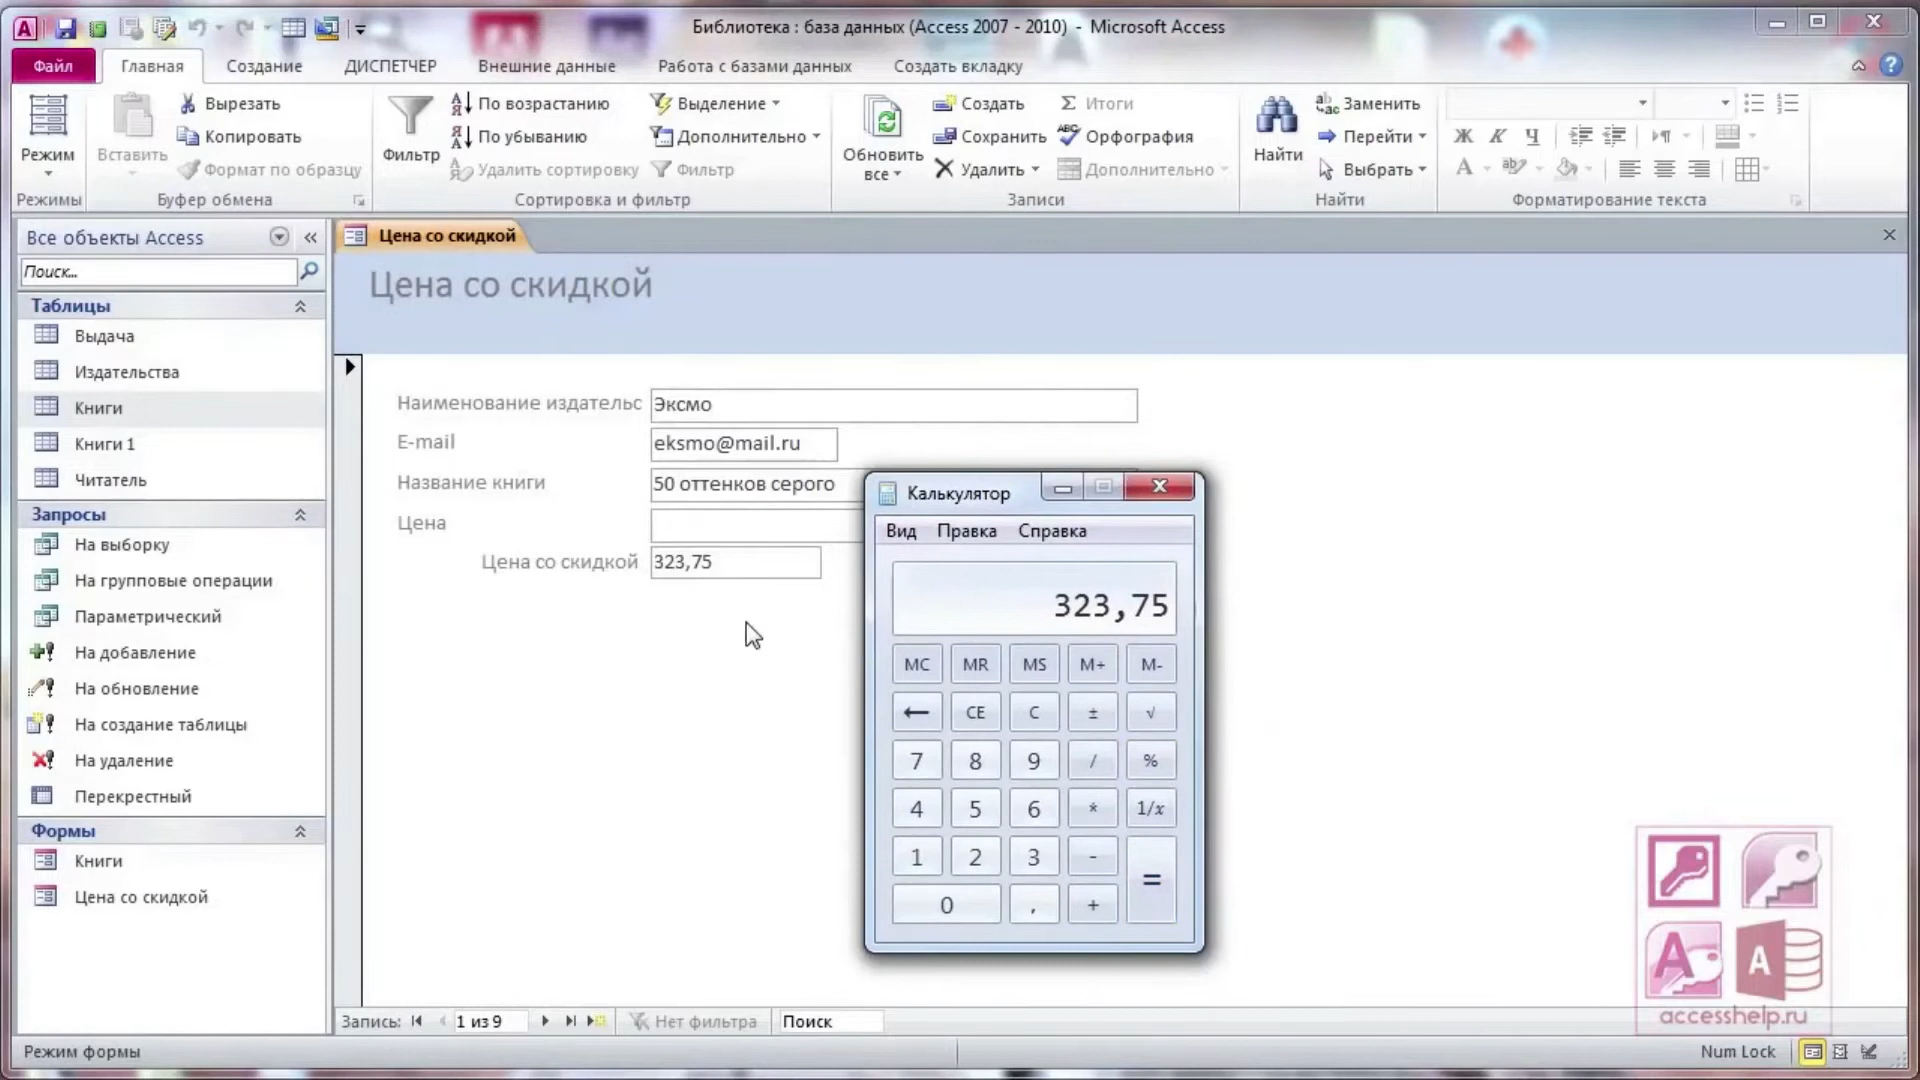 Библиотека : база данных (Access 2007 - 2010) - Microsoft Access
Файл Главная Создание ДИСПЕТЧЕР Внешние данные Работа с базами данных Создать вкладку
Режим
Режимы
Вставить
Вырезать
Копировать
Формат по образцу
Буфер обмена
Фильтр
По возрастанию
По убыванию
Удалить сортировку
Выделение
Дополнительно
Фильтр
Сортировка и фильтр
Обновить
все
Создать
Сохранить
Удалить
Итоги
Орфография
Дополнительно
Записи
Найти
Заменить
Перейти
Выбрать
Найти
Ж К Ч
Форматирование текста
Все объекты Access
Поиск...
Таблицы
Выдача
Издательства
Книги
Книги 1
Читатель
Запросы
На выборку
На групповые операции
Параметрический
На добавление
На обновление
На создание таблицы
На удаление
Перекрестный
Формы
Книги
Цена со скидкой
Цена со скидкой
Цена со скидкой
Наименование издательс Эксмо
E-mail eksmo@mail.ru
Название книги 50 оттенков серого
Цена
Цена со скидкой 323,75
Калькулятор
Вид Правка Справка
323,75
MC MR MS M+ M-
← CE C ± √
7 8 9 / %
4 5 6 * 1/x
1 2 3 - =
0 , +
Запись: 1 из 9 Нет фильтра Поиск
Режим формы
Num Lock
accesshelp.ru